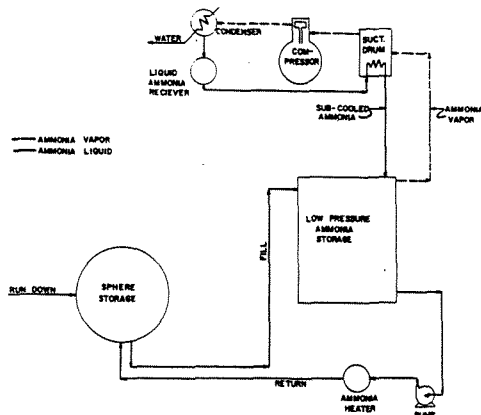 WATER
CONDENSER
COM-
PRESSOR
SUCT.
DRUM
LIQUID
AMMONIA
RECIEVER
SUB-COOLED
AMMONIA
AMMONIA
VAPOR
AMMONIA VAPOR
AMMONIA LIQUID
LOW PRESSURE
AMMONIA
STORAGE
FILL
SPHERE
STORAGE
RUN DOWN
RETURN
AMMONIA
HEATER